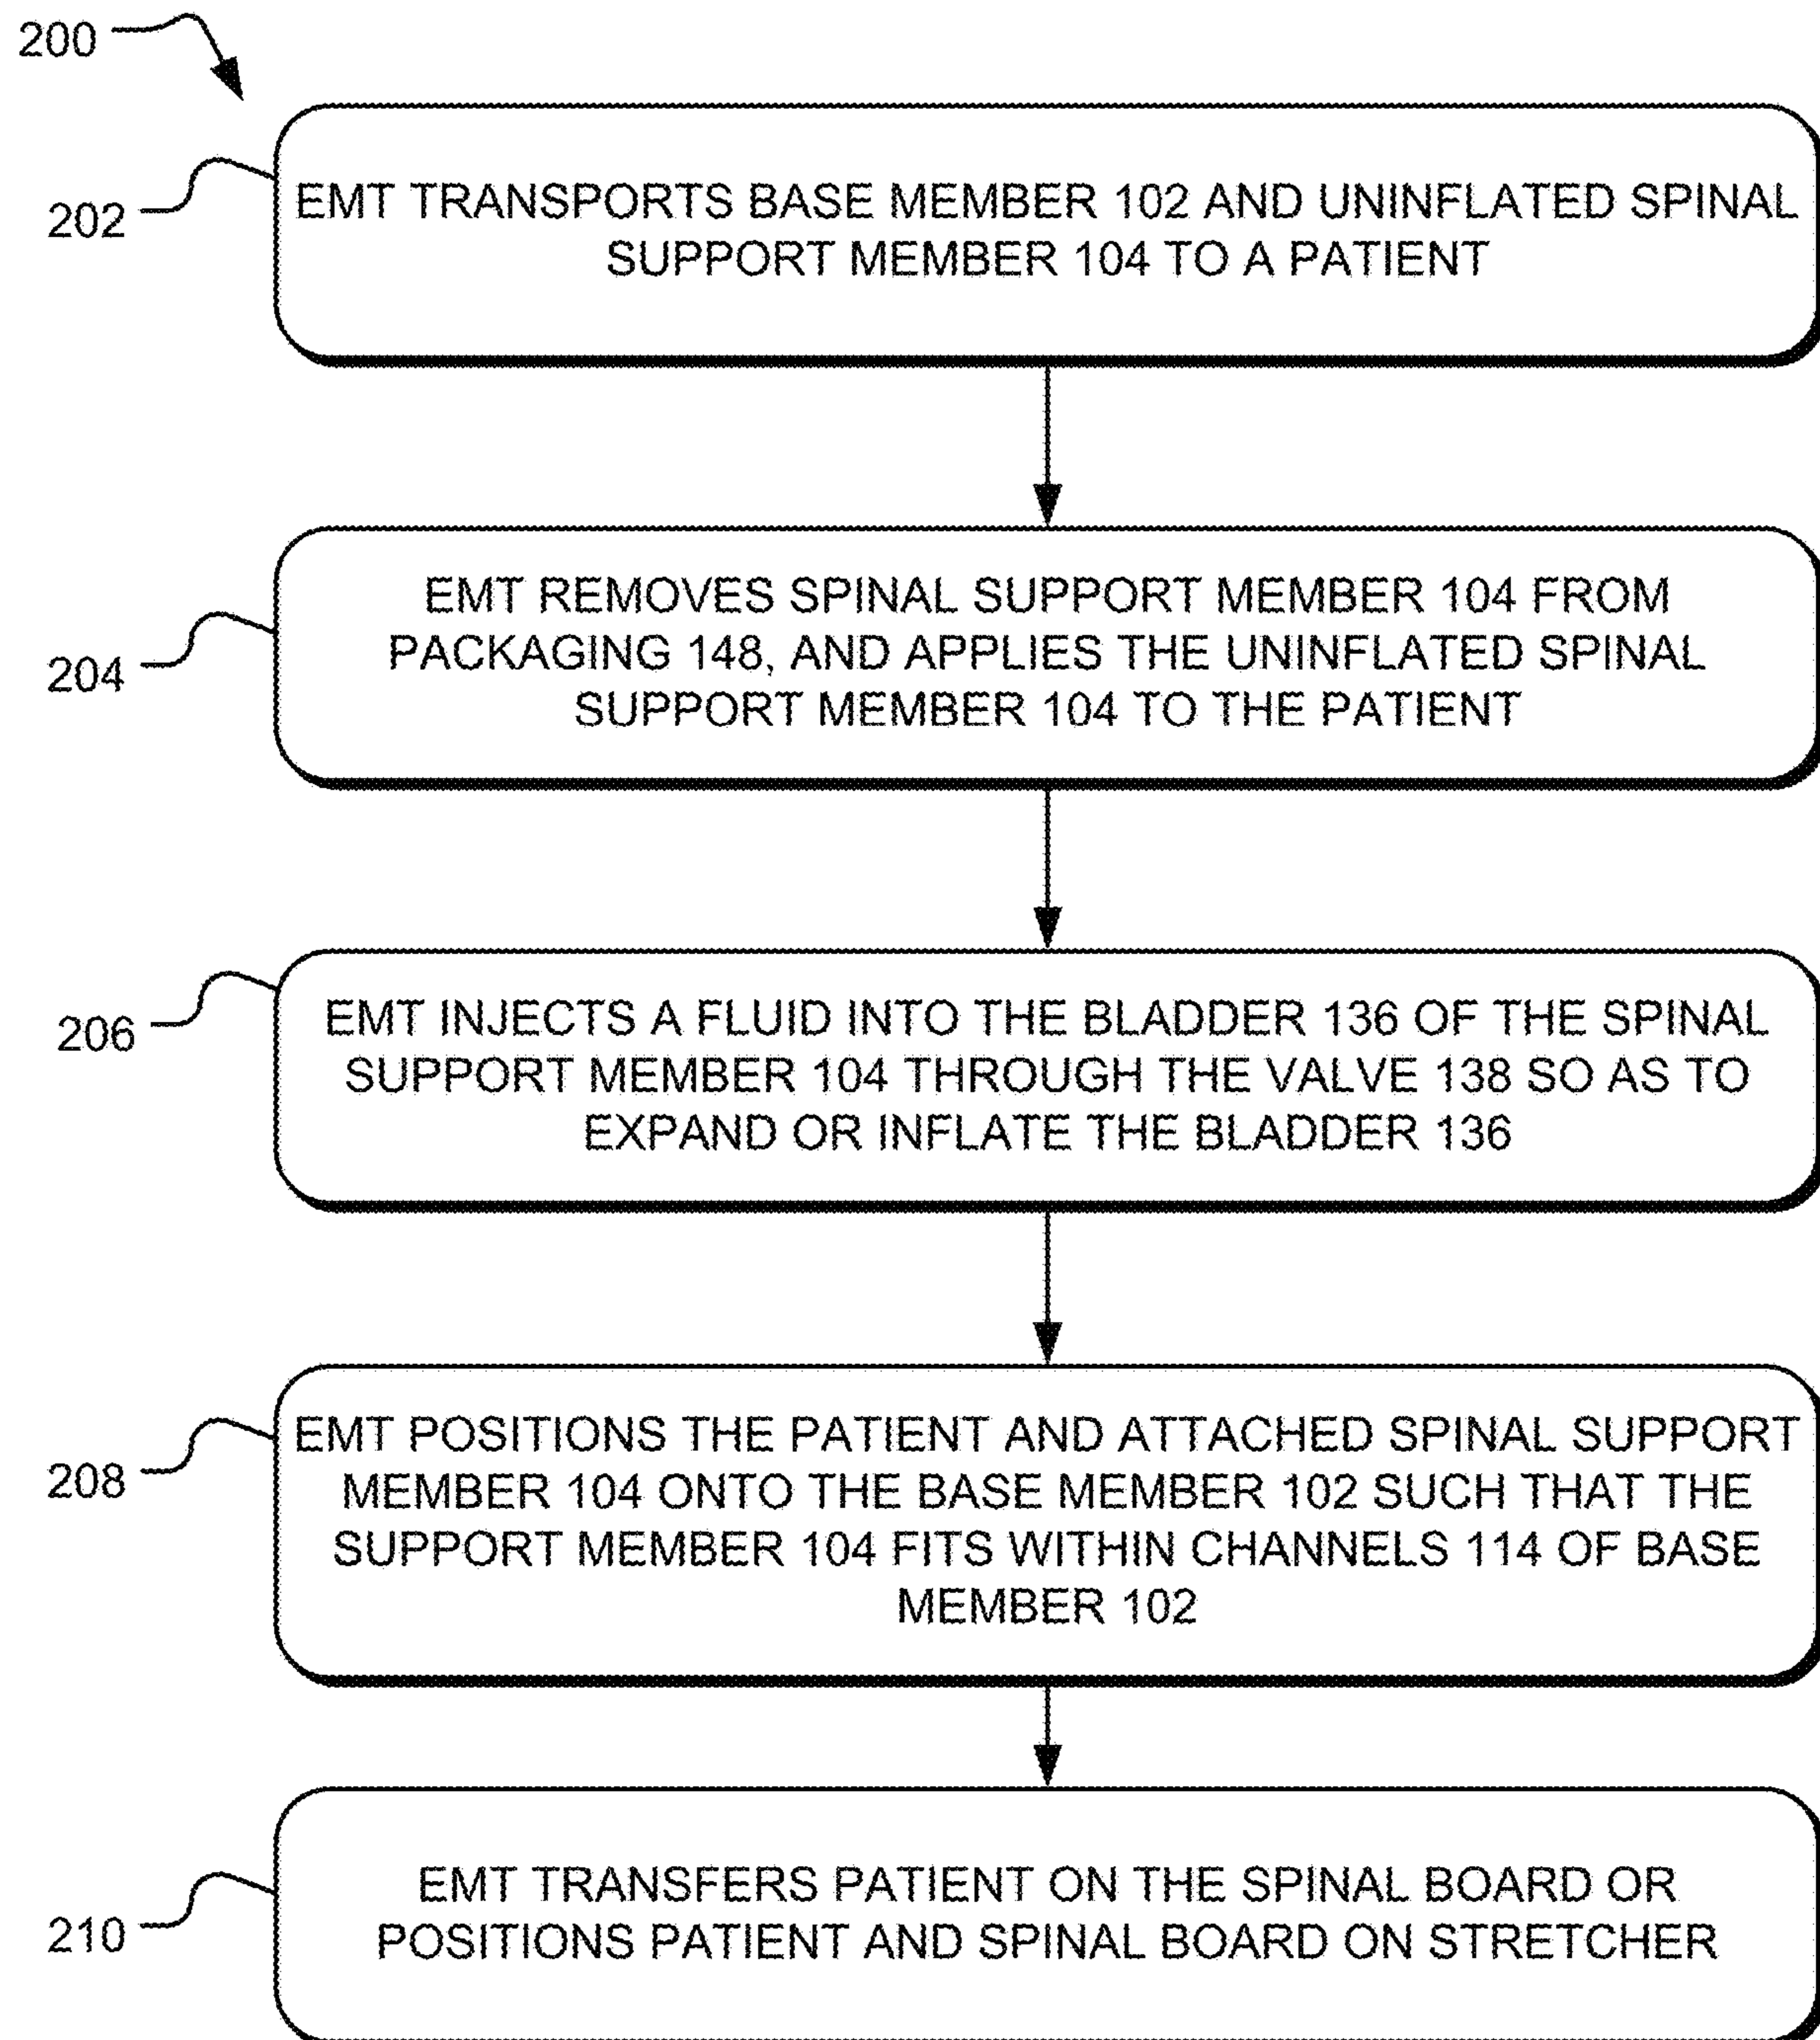 200
202
EMT TRANSPORTS BASE MEMBER 102 AND UNINFLATED SPINAL
SUPPORT MEMBER 104 TO A PATIENT
204
EMT REMOVES SPINAL SUPPORT MEMBER 104 FROM
PACKAGING 148, AND APPLIES THE UNINFLATED SPINAL
SUPPORT MEMBER 104 TO THE PATIENT
206
EMT INJECTS A FLUID INTO THE BLADDER 136 OF THE SPINAL
SUPPORT MEMBER 104 THROUGH THE VALVE 138 SO AS TO
EXPAND OR INFLATE THE BLADDER 136
208
EMT POSITIONS THE PATIENT AND ATTACHED SPINAL SUPPORT
MEMBER 104 ONTO THE BASE MEMBER 102 SUCH THAT THE
SUPPORT MEMBER 104 FITS WITHIN CHANNELS 114 OF BASE
MEMBER 102
210
EMT TRANSFERS PATIENT ON THE SPINAL BOARD OR
POSITIONS PATIENT AND SPINAL BOARD ON STRETCHER